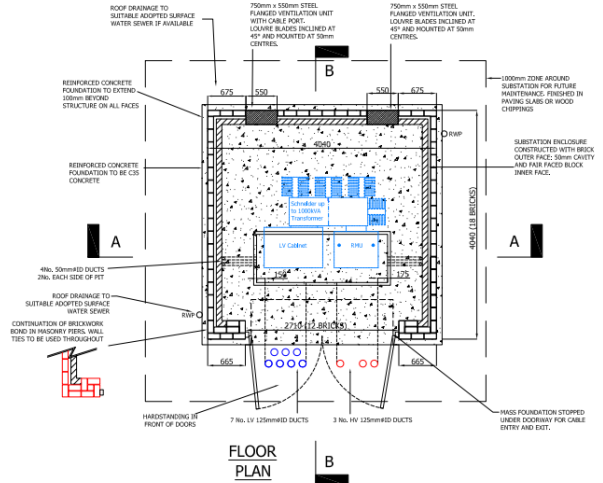 ROOF DRAINAGE TO
SUITABLE ADOPTED SURFACE
WATER SEWER IF AVAILABLE
750mm x 550mm STEEL
FLANGED VENTILATION UNIT
WITH CABLE PORT.
LOUVRE BLADES INCLINED AT
45° AND MOUNTED AT 50mm
CENTRES.
750mm x 550mm STEEL
FLANGED VENTILATION UNIT.
LOUVRE BLADES INCLINED AT
45° AND MOUNTED AT 50mm
CENTRES.
B
REINFORCED CONCRETE
FOUNDATION TO EXTEND
100mm BEYOND
STRUCTURE ON ALL FACES
675
550
550
675
1000mm ZONE AROUND
SUBSTATION FOR FUTURE
MAINTENANCE. FINISHED IN
PAVING SLABS OR WOOD
CHIPPINGS
RWP
4040
SUBSTATION ENCLOSURE
CONSTRUCTED WITH BRICK
OUTER FACE; 50mm CAVITY
AND FAIR FACED BLOCK
INNER FACE.
REINFORCED CONCRETE
FOUNDATION TO BE C35
CONCRETE
Schneider up
to 1000kVA
Transformer
4040 (18 BRICKS)
A
LV Cabinet
RMU
A
4No. 50mm#ID DUCTS
2No. EACH SIDE OF PIT
150
175
ROOF DRAINAGE TO
SUITABLE ADOPTED SURFACE
WATER SEWER
RWP
CONTINUATION OF BRICKWORK
BOND IN MASONRY PIERS, WALL
TIES TO BE USED THROUGHOUT
2710 (12 BRICKS)
665
665
HARDSTANDING IN
FRONT OF DOORS
7 No. LV 125mm#ID DUCTS
3 No. HV 125mm#ID DUCTS
MASS FOUNDATION STOPPED
UNDER DOORWAY FOR CABLE
ENTRY AND EXIT.
FLOOR
PLAN
B